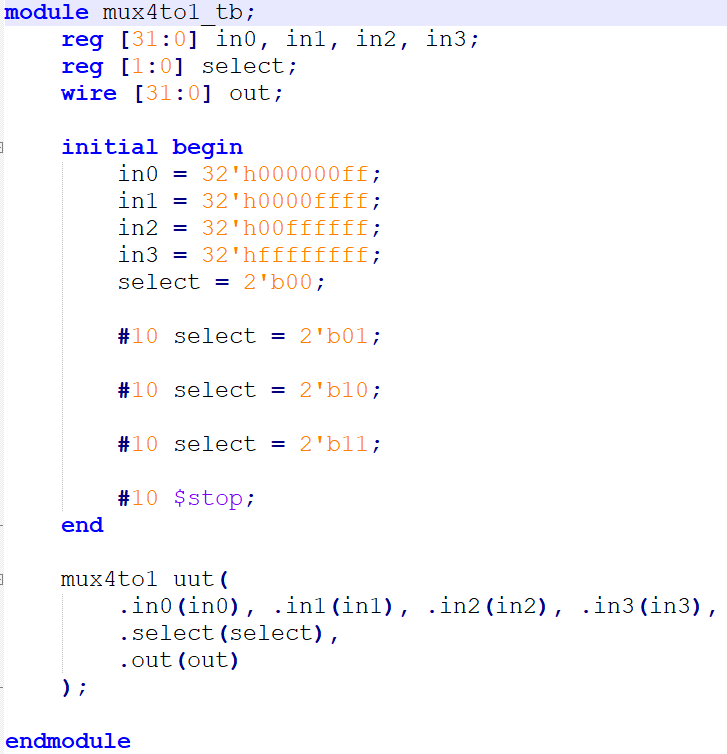 module mux4to1_tb;
reg [31:0] in0, in1, in2, in3;
reg [1:0] select;
wire [31:0] out;
initial begin
in0 = 32'h000000ff;
in1 = 32'h0000ffff;
in2 = 32'h00ffffff;
in3 = 32'hffffffff;
select = 2'b00;
#10 select = 2'b01;
#10 select = 2'b10;
#10 select = 2'b11;
#10 $stop;
end
mux4to1 uut(
.in0(in0), .in1(in1), .in2(in2), .in3(in3),
.select(select),
.out(out)
);
endmodule